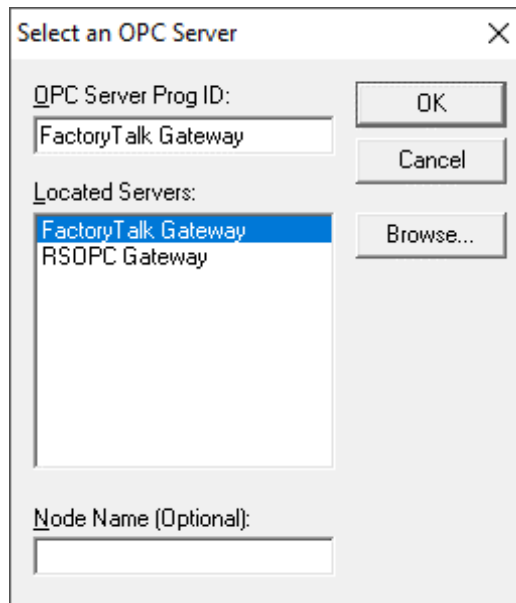 Select an OPC Server
OPC Server Prog ID:
FactoryTalk Gateway
OK
Cancel
Located Servers:
FactoryTalk Gateway
RSOPC Gateway
Browse...
Node Name (Optional):